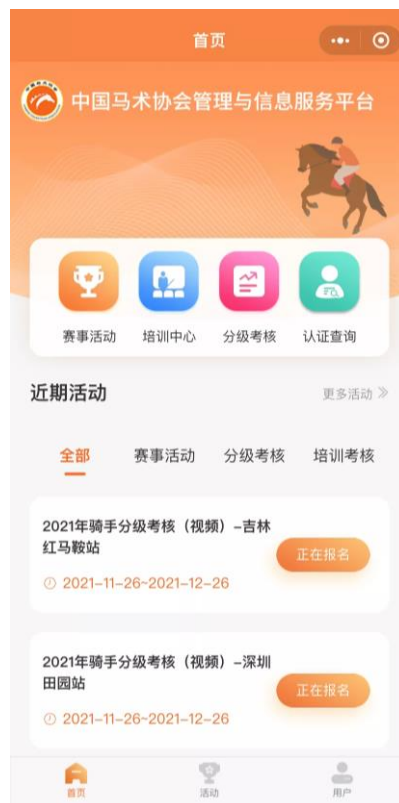 首页
中国马术协会管理与信息服务平台
赛事活动 培训中心 分级考核 认证查询
近期活动 更多活动
全部 赛事活动 分级考核 培训考核
2021年骑手分级考核（视频）-吉林
红马鞍站
正在报名
2021-11-26~2021-12-26
2021年骑手分级考核（视频）-深圳
田园站
正在报名
2021-11-26~2021-12-26
首页 活动 用户